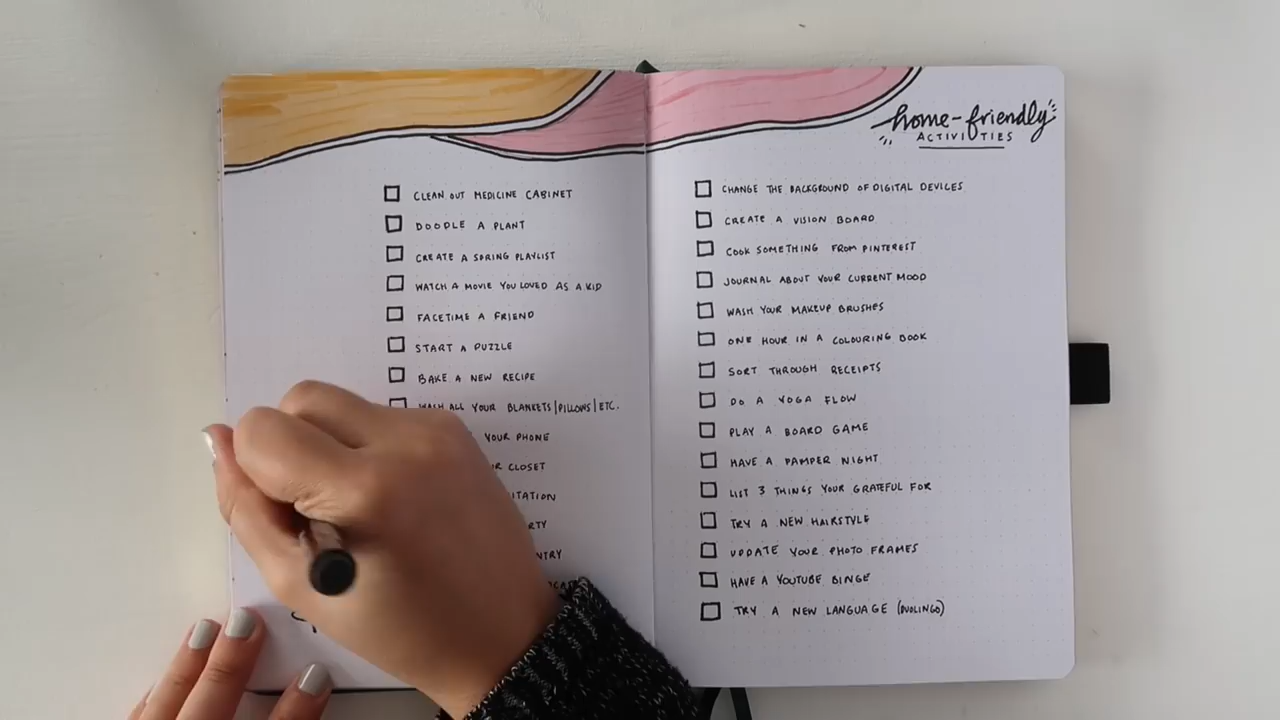 CLEAN OUT MEDICINE CABINET
DOODLE A PLANT
CREATE A SPRING PLAYLIST
WATCH A MOVIE YOU LOVED AS A KID
FACETIME A FRIEND
START A PUZZLE
BAKE A NEW RECIPE
WASH ALL YOUR BLANKETS|PILLOWS|ETC.
YOUR PHONE
CLOSET
home-friendly
ACTIVITIES
CHANGE THE BACKGROUND OF DIGITAL DEVICES
CREATE A VISION BOARD
COOK SOMETHING FROM PINTEREST
JOURNAL ABOUT YOUR CURRENT MOOD
WASH YOUR MAKEUP BRUSHES
ONE HOUR IN A COLOURING BOOK
SORT THROUGH RECEIPTS
DO A YOGA FLOW
PLAY A BOARD GAME
HAVE A PAMPER NIGHT
LIST 3 THINGS YOUR GRATEFUL FOR
TRY A NEW HAIRSTYLE
UPDATE YOUR PHOTO FRAMES
HAVE A YOUTUBE BINGE
TRY A NEW LANGUAGE (DUOLINGO)